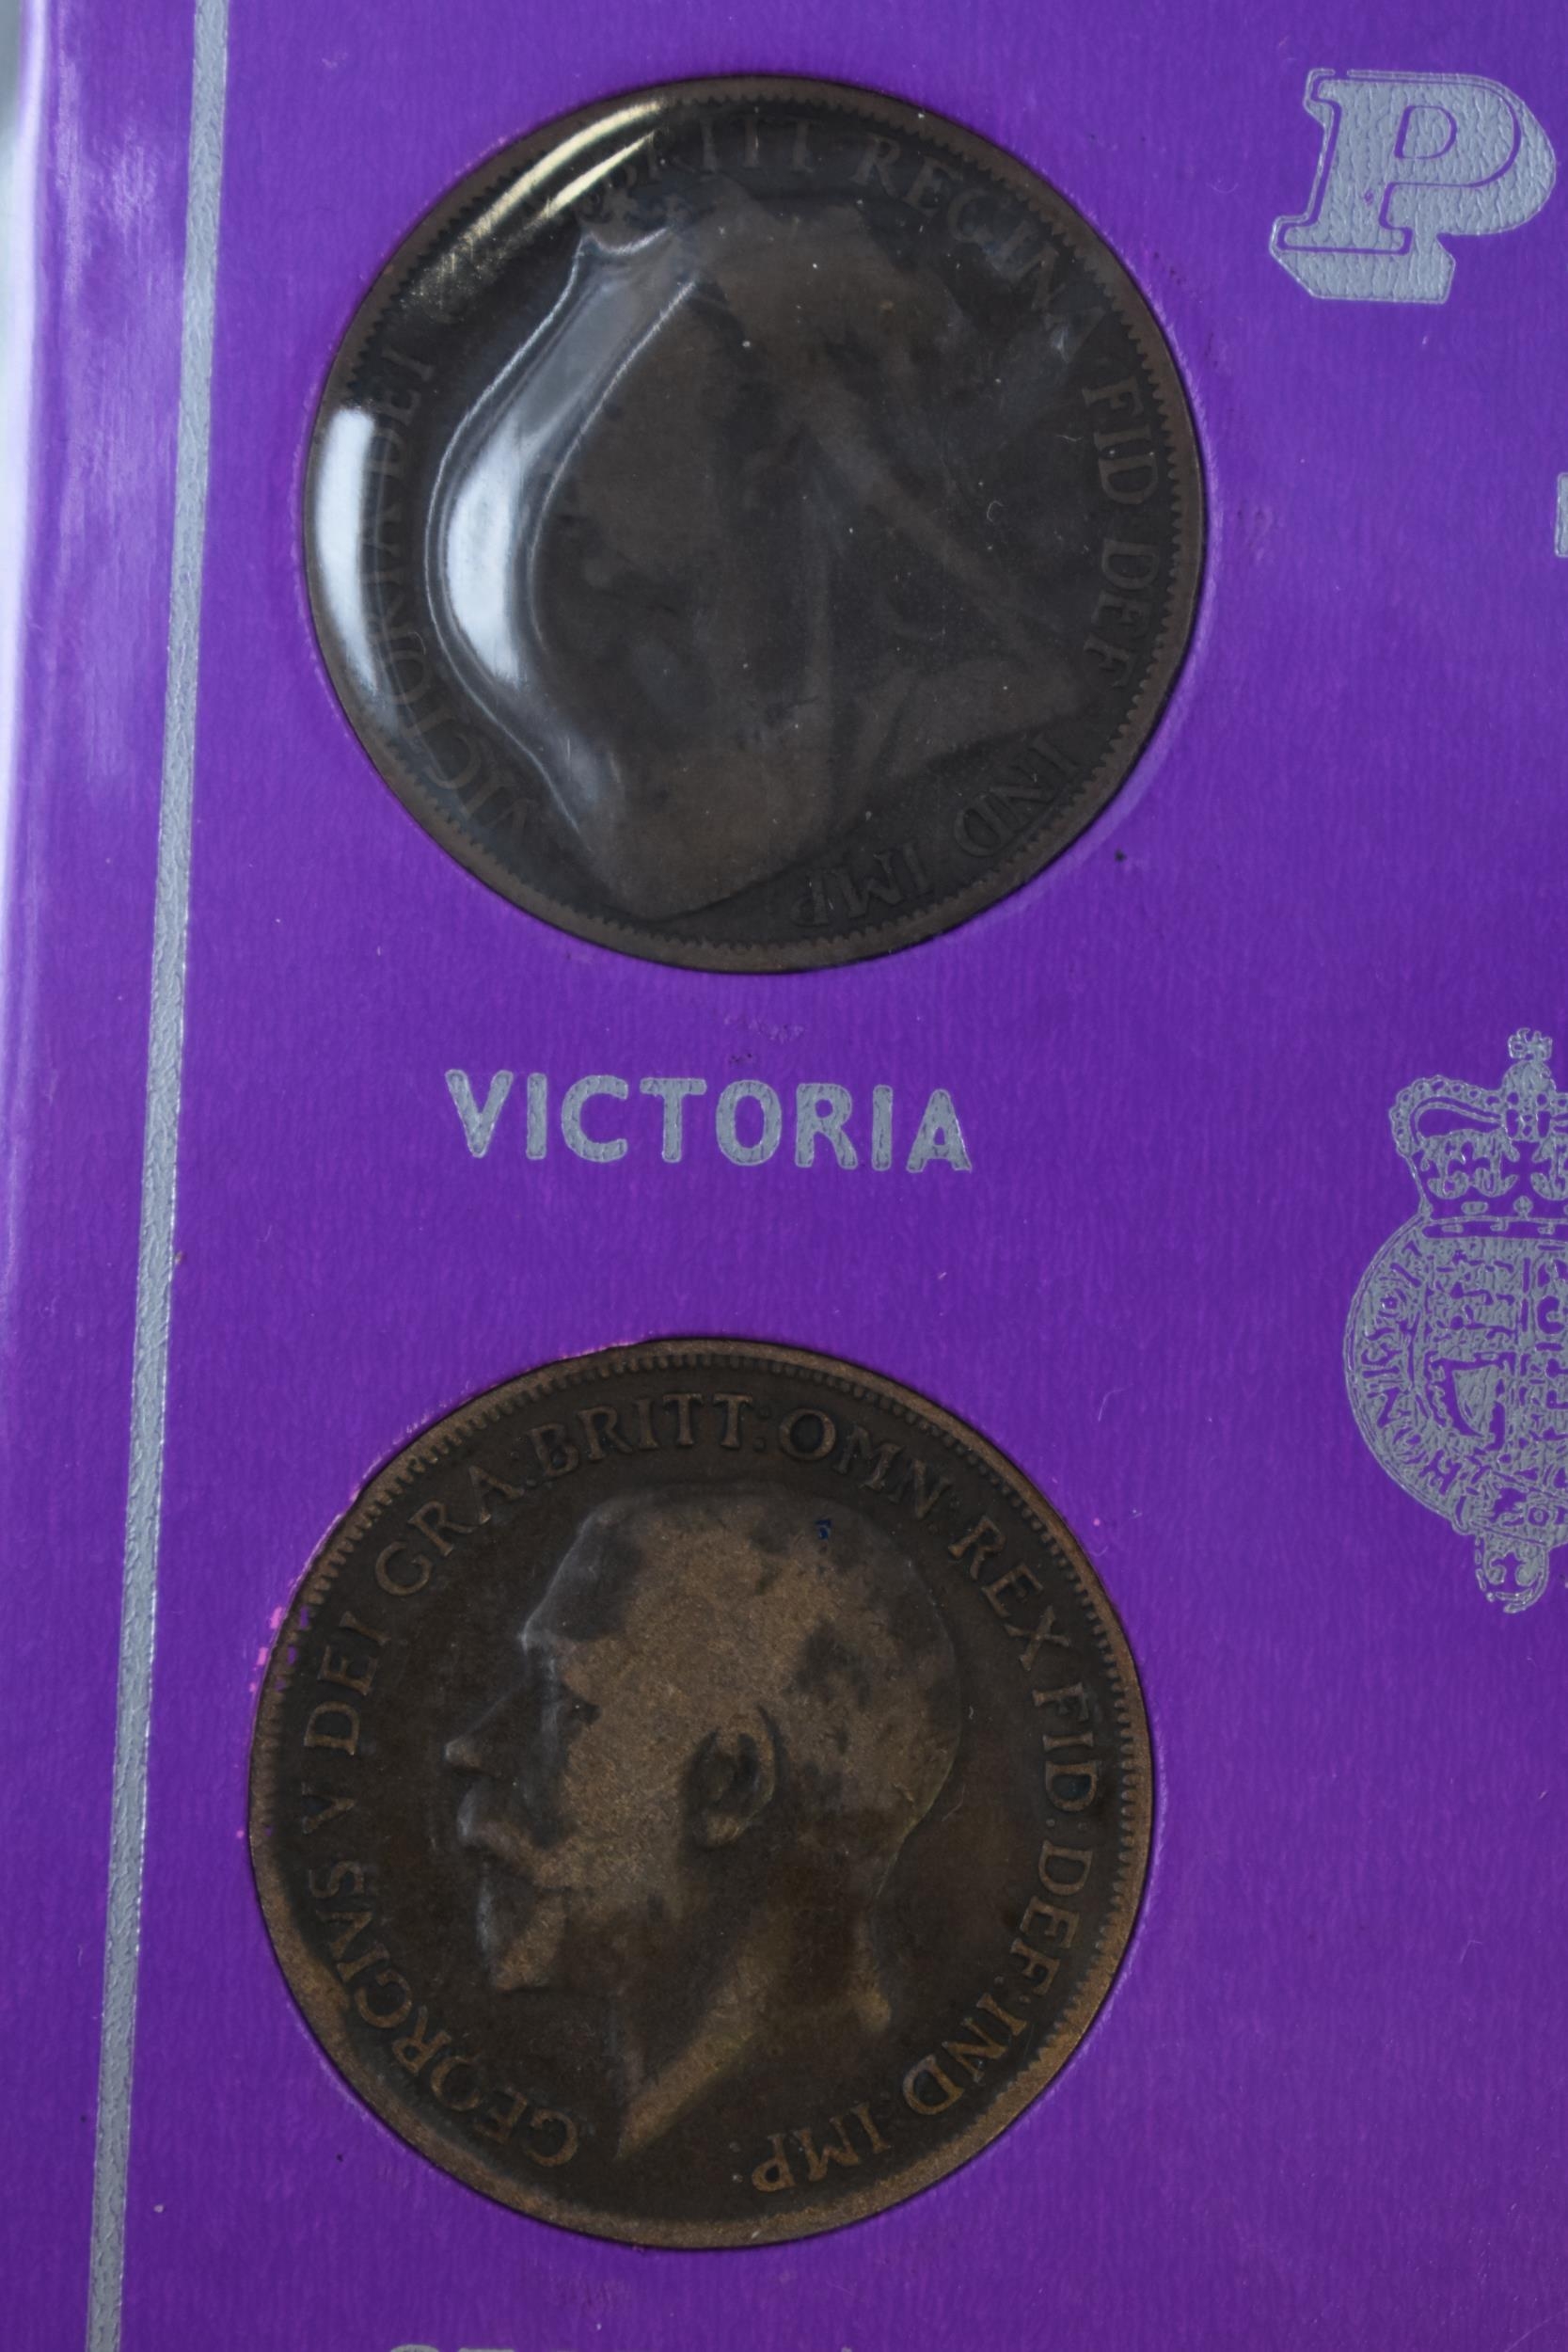 VICTORIA DEI GRA BRITT REGINA FID DEF IND IMP
P
VICTORIA
GEORGIVS V DEI GRA: BRITT: OMN: REX FID: DEF: IND: IMP: